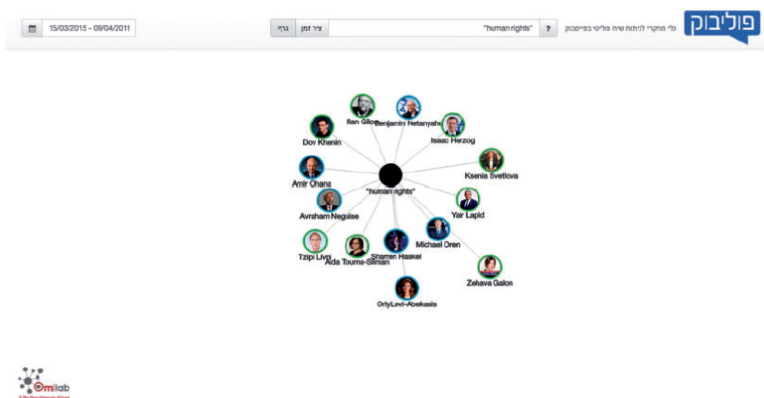 פוליבוק
כלי מחקרי לניתוח שיח פוליטי בפייסבוק
?
"human rights"
ציר זמן
גרף
15/03/2015 – 09/04/2015
Ilan Gilon
Benjamin Netanyahu
Isaac Herzog
Dov Khenin
Ksenia Svetlova
Amir Ohana
"human rights"
Avraham Neguise
Yair Lapid
Michael Oren
Tzipi Livni
Aida Touma-Sliman
Sharren Haskel
Zehava Galon
OrlyLevi-Abekasis
Omilab